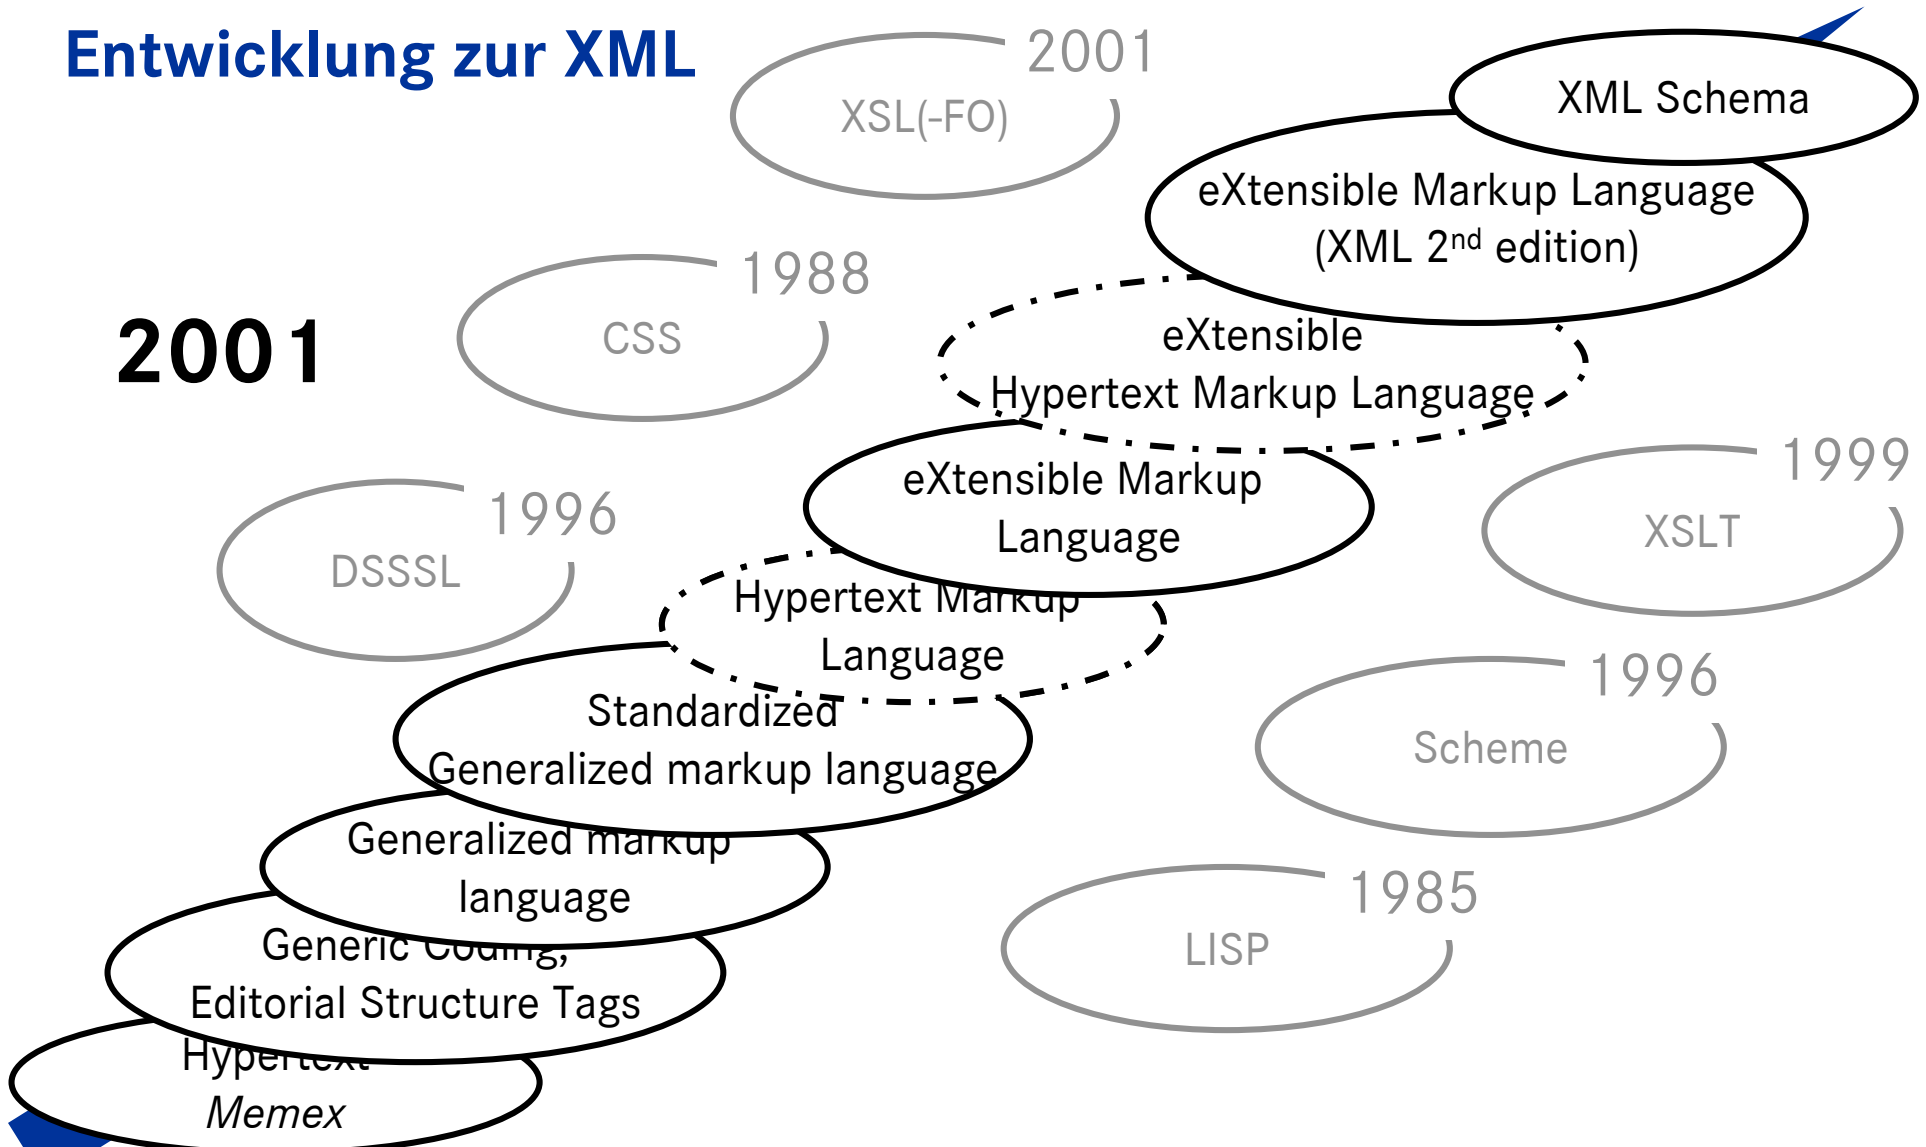 Entwicklung zur XML
2001
XSL(-FO)
XML Schema
eXtensible Markup Language
(XML 2nd edition)
1988
CSS
2001
eXtensible
Hypertext Markup Language
1999
XSLT
eXtensible Markup
Language
1996
DSSSL
Hypertext Markup
Language
1996
Scheme
Standardized
Generalized markup language
Generalized markup
language
1985
LISP
Generic Coding,
Editorial Structure Tags
Hypertext
Memex